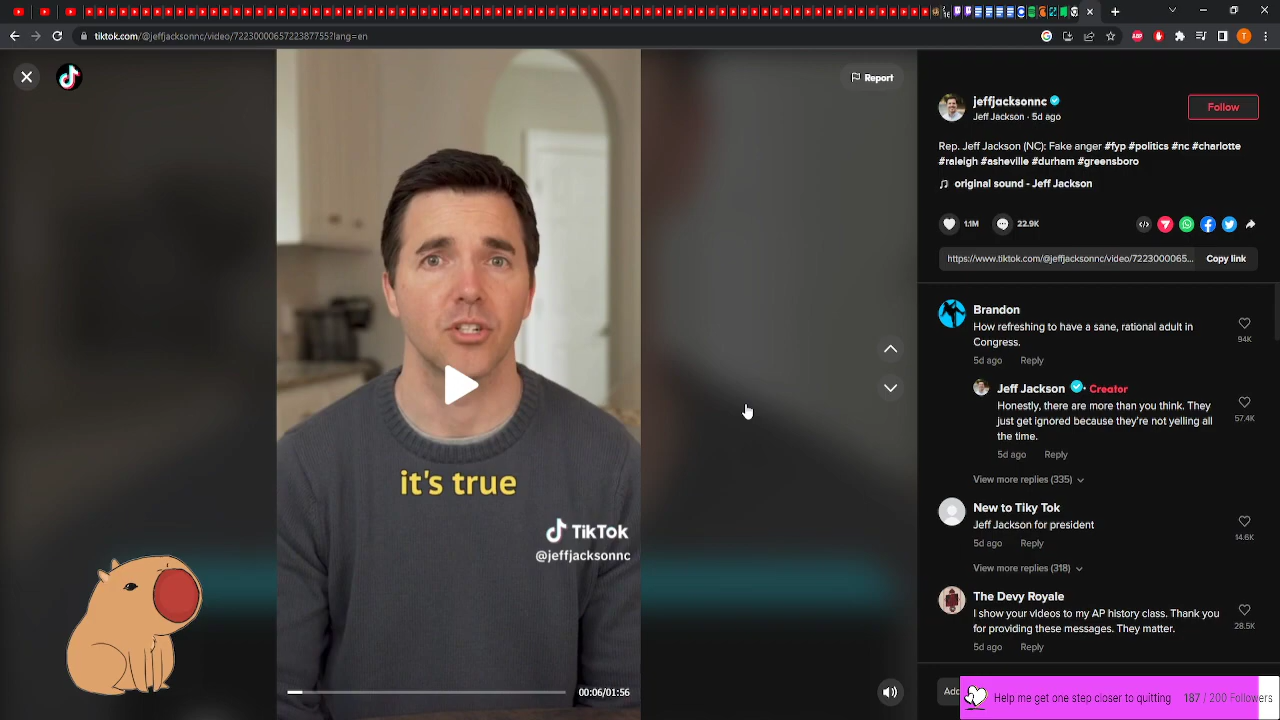 tiktok.com/@jeffjacksonnc/video/7223000065722387755?lang=en
Report
it's true
TikTok
@jeffjacksonnc
00:06/01:56
jeffjacksonnc
Jeff Jackson · 5d ago
Follow
Rep. Jeff Jackson (NC): Fake anger #fyp #politics #nc #charlotte
#raleigh #asheville #durham #greensboro
original sound - Jeff Jackson
1.1M
22.9K
https://www.tiktok.com/@jeffjacksonnc/video/7223000065...
Copy link
Brandon
How refreshing to have a sane, rational adult in
Congress.
94K
5d ago Reply
Jeff Jackson · Creator
Honestly, there are more than you think. They
just get ignored because they're not yelling all
the time.
57.4K
5d ago Reply
View more replies (335)
New to Tiky Tok
Jeff Jackson for president
14.6K
5d ago Reply
View more replies (318)
The Devy Royale
I show your videos to my AP history class. Thank you
for providing these messages. They matter.
28.5K
5d ago Reply
Help me get one step closer to quitting 187 / 200 Followers